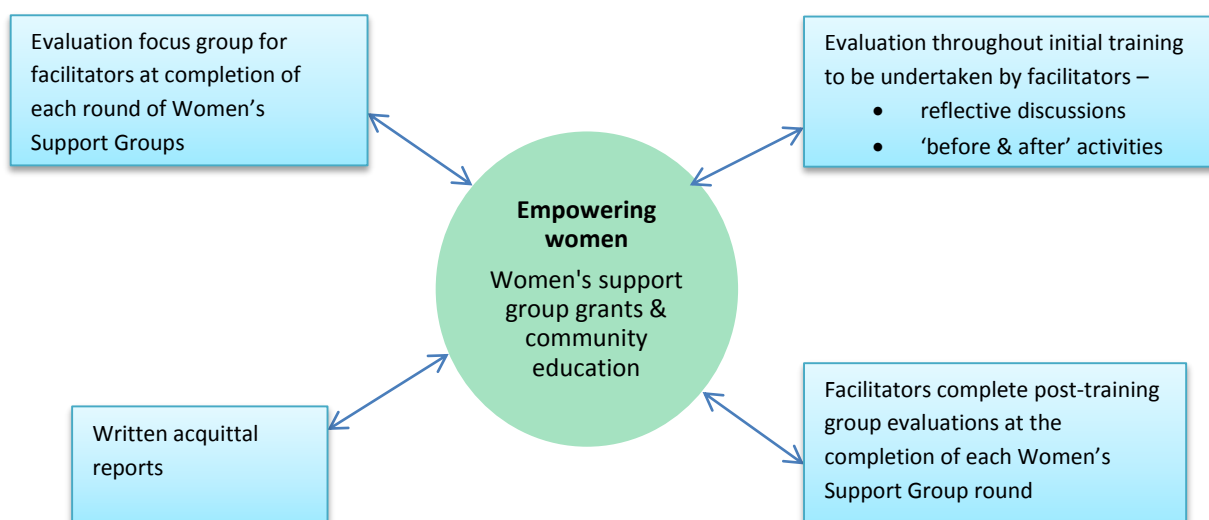 Evaluation focus group for
facilitators at completion of
each round of Women’s
Support Groups
Evaluation throughout initial training
to be undertaken by facilitators –
• reflective discussions
• ‘before & after’ activities
Empowering
women
Women's support
group grants &
community
education
Written acquittal
reports
Facilitators complete post-training
group evaluations at the
completion of each Women’s
Support Group round